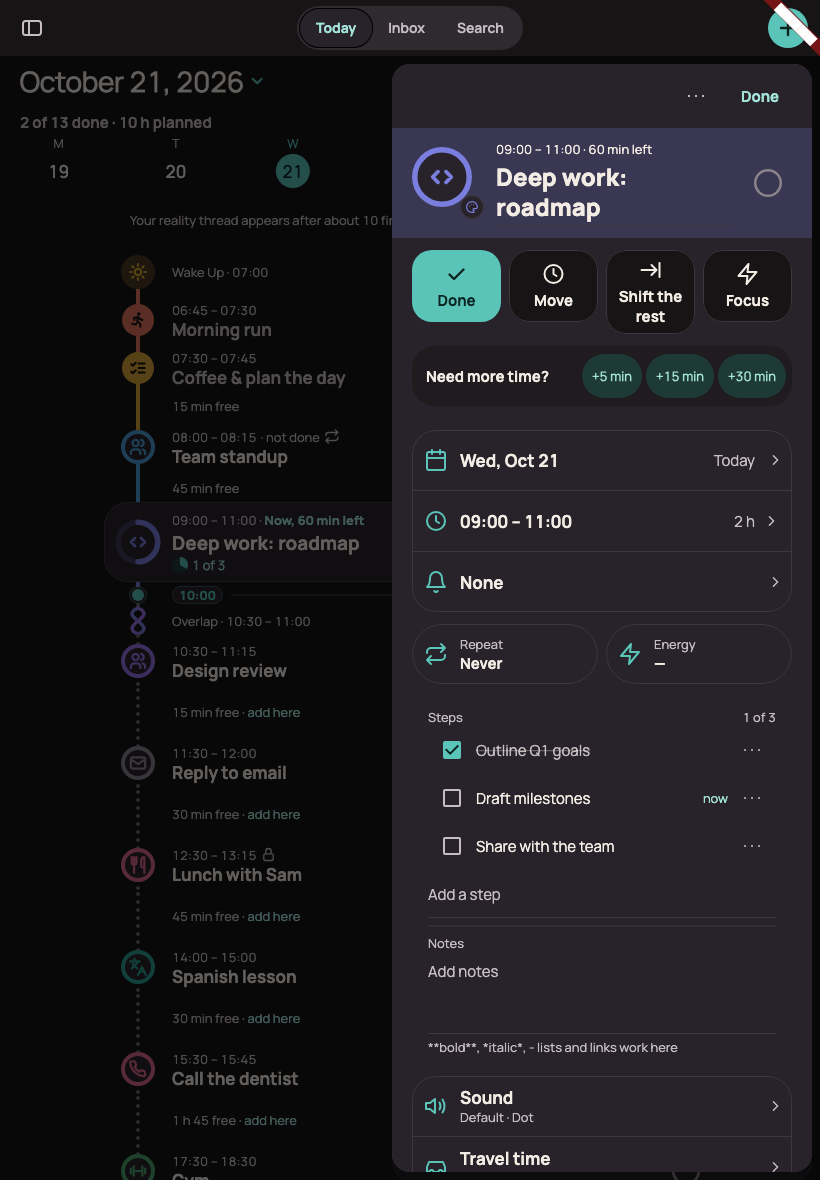 Today
Inbox
Search
October 21, 2026
2 of 13 done · 10 h planned
M
T
W
19
20
21
Your reality thread appears after about 10
Wake Up · 07:00
06:45 – 07:30
Morning run
07:30 – 07:45
Coffee & plan the day
15 min free
08:00 – 08:15 · not done
Team standup
45 min free
09:00 – 11:00 · Now, 60 min left
Deep work: roadmap
1 of 3
10:00
Overlap · 10:30 – 11:00
10:30 – 11:15
Design review
15 min free · add here
11:30 – 12:00
Reply to email
30 min free · add here
12:30 – 13:15
Lunch with Sam
45 min free · add here
14:00 – 15:00
Spanish lesson
30 min free · add here
15:30 – 15:45
Call the dentist
1 h 45 free · add here
17:30 – 18:30
Gym
··· Done
09:00 – 11:00 · 60 min left
Deep work:
roadmap
Done
Move
Shift the
rest
Focus
Need more time?
+5 min
+15 min
+30 min
Wed, Oct 21
Today
09:00 – 11:00
2 h
None
Repeat
Never
Energy
–
Steps
1 of 3
Outline Q1 goals
Draft milestones
now
Share with the team
Add a step
Notes
Add notes
**bold**, *italic*, - lists and links work here
Sound
Default · Dot
Travel time